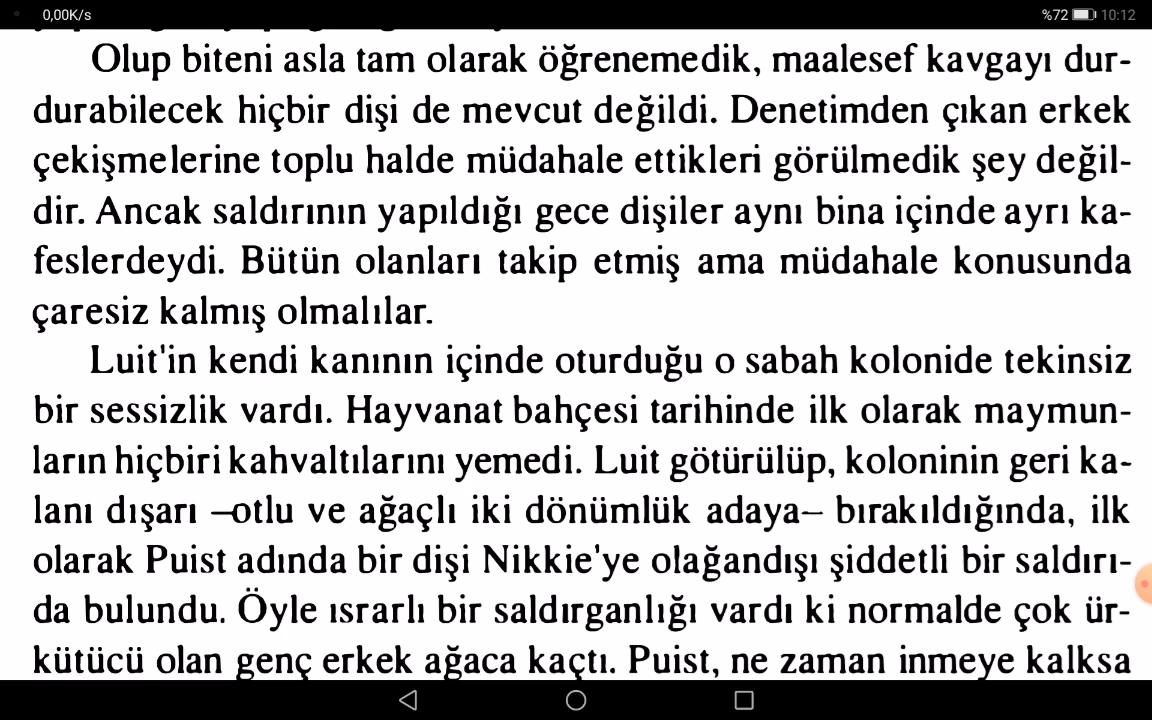 0,00K/s
%72 10:12
Olup biteni asla tam olarak öğrenemedik, maalesef kavgayı dur-
durabilecek hiçbir dişi de mevcut değildi. Denetimden çıkan erkek
çekişmelerine toplu halde müdahale ettikleri görülmedik şey değil-
dir. Ancak saldırının yapıldığı gece dişiler aynı bina içinde ayrı ka-
feslerdeydi. Bütün olanları takip etmiş ama müdahale konusunda
çaresiz kalmış olmalılar.
Luit'in kendi kanının içinde oturduğu o sabah kolonide tekinsiz
bir sessizlik vardı. Hayvanat bahçesi tarihinde ilk olarak maymun-
ların hiçbiri kahvaltılarını yemedi. Luit götürülüp, koloninin geri ka-
lanı dışarı –otlu ve ağaçlı iki dönümlük adaya– bırakıldığında, ilk
olarak Puist adında bir dişi Nikkie'ye olağandışı şiddetli bir saldırı-
da bulundu. Öyle ısrarlı bir saldırganlığı vardı ki normalde çok ür-
kütücü olan genç erkek ağaca kaçtı. Puist, ne zaman inmeye kalksa